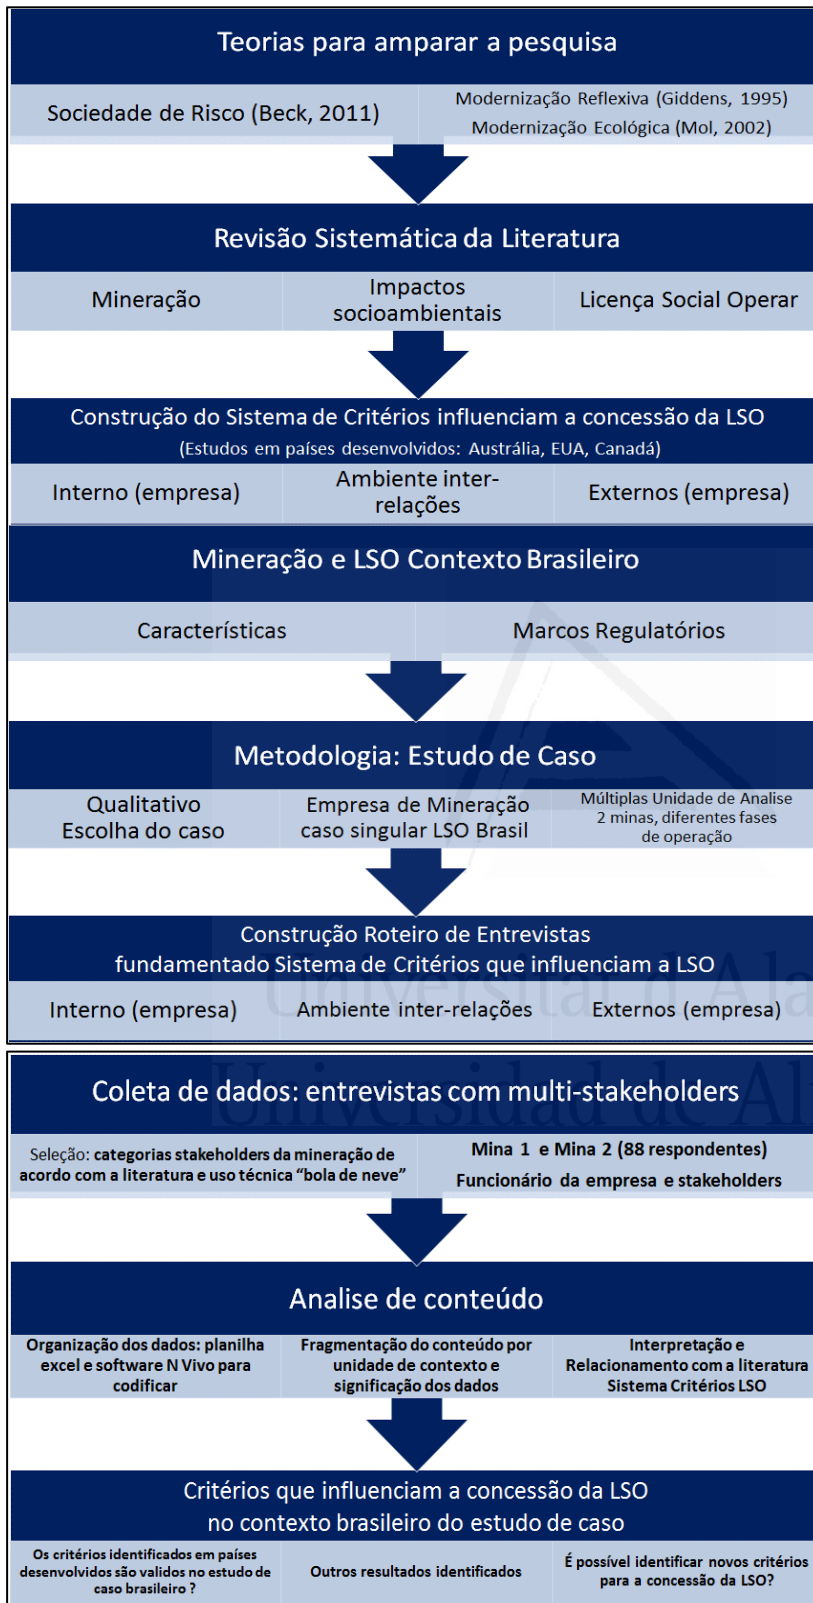 Teorias para amparar a pesquisa
Sociedade de Risco (Beck, 2011)
Modernização Reflexiva (Giddens, 1995)
Modernização Ecológica (Mol, 2002)
Revisão Sistemática da Literatura
Mineração
Impactos
socioambientais
Licença Social Operar
Construção do Sistema de Critérios influenciam a concessão da LSO
(Estudos em países desenvolvidos: Austrália, EUA, Canadá)
Interno (empresa)
Ambiente inter-
relações
Externos (empresa)
Mineração e LSO Contexto Brasileiro
Características
Marcos Regulatórios
Metodologia: Estudo de Caso
Qualitativo
Escolha do caso
Empresa de Mineração
caso singular LSO Brasil
Múltiplas Unidade de Analise
2 minas, diferentes fases
de operação
Construção Roteiro de Entrevistas
fundamentado Sistema de Critérios que influenciam a LSO
Interno (empresa)
Ambiente inter-relações
Externos (empresa)
Universitat d'Ala
Universidad de Al
Coleta de dados: entrevistas com multi-stakeholders
Seleção: categorias stakeholders da mineração de
acordo com a literatura e uso técnica “bola de neve”
Mina 1 e Mina 2 (88 respondentes)
Funcionário da empresa e stakeholders
Analise de conteúdo
Organização dos dados: planilha
excel e software N Vivo para
codificar
Fragmentação do conteúdo por
unidade de contexto e
significação dos dados
Interpretação e
Relacionamento com a literatura
Sistema Critérios LSO
Critérios que influenciam a concessão da LSO
no contexto brasileiro do estudo de caso
Os critérios identificados em países
desenvolvidos são validos no estudo de
caso brasileiro ?
Outros resultados identificados
É possível identificar novos critérios
para a concessão da LSO?